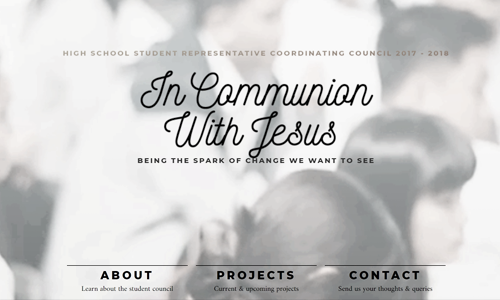 HIGH SCHOOL STUDENT REPRESENTATIVE COORDINATING COUNCIL 2017 - 2018
In Communion
With Jesus
BEING THE SPARK OF CHANGE WE WANT TO SEE
ABOUT
Learn about the student council
PROJECTS
Current & upcoming projects
CONTACT
Send us your thoughts & queries